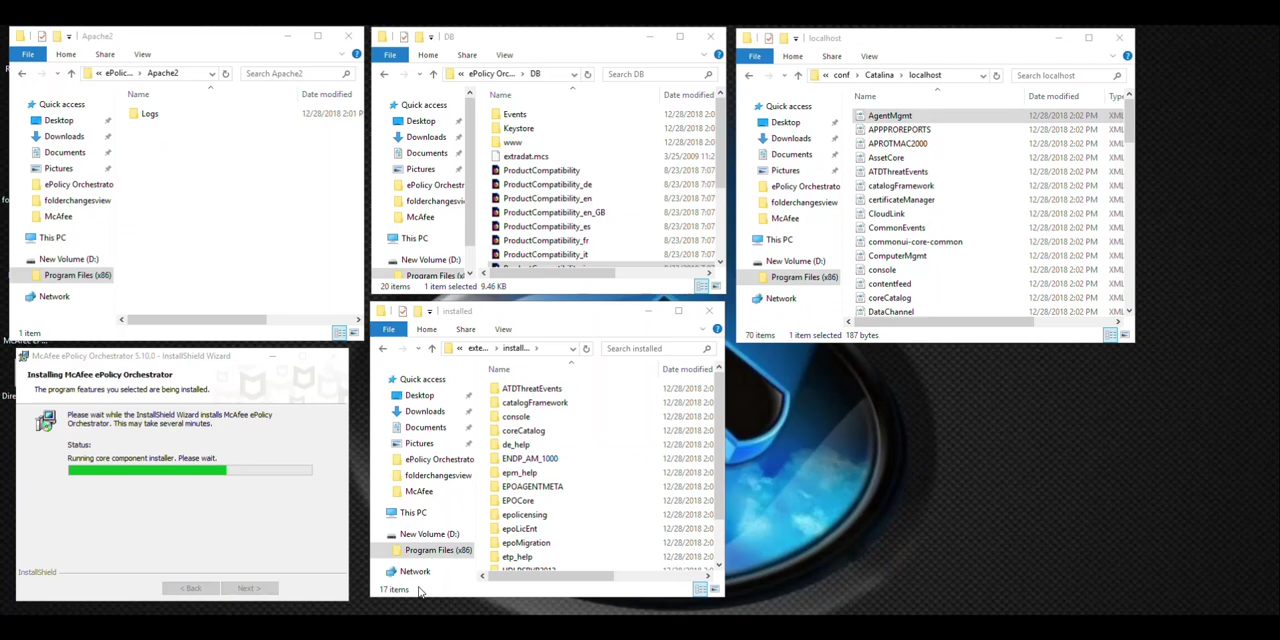 Apache2
File
Home
Share
View
ePolic...
Apache2
Search Apache2
Name
Date modified
Quick access
Desktop
Downloads
Documents
Pictures
ePolicy Orchestrato
folderchangesview
McAfee
This PC
New Volume (D:)
Program Files (x86)
Network
Logs
12/28/2018 2:01 P
1 item
DB
File
Home
Share
View
ePolicy Orc...
DB
Search DB
Name
Date modified
Quick access
Desktop
Downloads
Documents
Pictures
ePolicy Orchestr
folderchangesvie
McAfee
This PC
New Volume (D:)
Program Files (x
Events
12/28/2018 2:0
Keystore
12/28/2018 2:0
www
12/28/2018 2:0
extradat.mcs
3/25/2009 11:2
ProductCompatibility
8/23/2018 7:07
ProductCompatibility_de
8/23/2018 7:07
ProductCompatibility_en
8/23/2018 7:07
ProductCompatibility_en_GB
8/23/2018 7:07
ProductCompatibility_es
8/23/2018 7:07
ProductCompatibility_fr
8/23/2018 7:07
ProductCompatibility_it
8/23/2018 7:07
20 items
1 item selected 9.46 KB
localhost
File
Home
Share
View
conf
Catalina
localhost
Search localhost
Name
Date modified
Type
Quick access
Desktop
Downloads
Documents
Pictures
ePolicy Orchestrato
folderchangesview
McAfee
This PC
New Volume (D:)
Program Files (x86)
Network
AgentMgmt
12/28/2018 2:02 PM
XML
APPPROREPORTS
12/28/2018 2:02 PM
XML
APROTMAC2000
12/28/2018 2:02 PM
XML
AssetCore
12/28/2018 2:02 PM
XML
ATDThreatEvents
12/28/2018 2:02 PM
XML
catalogFramework
12/28/2018 2:02 PM
XML
certificateManager
12/28/2018 2:02 PM
XML
CloudLink
12/28/2018 2:02 PM
XML
CommonEvents
12/28/2018 2:02 PM
XML
commonui-core-common
12/28/2018 2:02 PM
XML
ComputerMgmt
12/28/2018 2:02 PM
XML
console
12/28/2018 2:02 PM
XML
contentfeed
12/28/2018 2:02 PM
XML
coreCatalog
12/28/2018 2:02 PM
XML
DataChannel
12/28/2018 2:02 PM
XML
70 items
1 item selected 187 bytes
McAfee ePolicy Orchestrator 5.10.0 - InstallShield Wizard
Installing McAfee ePolicy Orchestrator
The program features you selected are being installed.
Please wait while the InstallShield Wizard installs McAfee ePolicy
Orchestrator. This may take several minutes.
Status:
Running core component installer. Please wait.
InstallShield
< Back
Next >
installed
File
Home
Share
View
exte...
install...
Search installed
Name
Date modified
Quick access
Desktop
Downloads
Documents
Pictures
ePolicy Orchestrato
folderchangesview
McAfee
This PC
New Volume (D:)
Program Files (x86)
Network
ATDThreatEvents
12/28/2018 2:0
catalogFramework
12/28/2018 2:0
console
12/28/2018 2:0
coreCatalog
12/28/2018 2:0
de_help
12/28/2018 2:0
ENDP_AM_1000
12/28/2018 2:0
epm_help
12/28/2018 2:0
EPOAGENTMETA
12/28/2018 2:0
EPOCore
12/28/2018 2:0
epolicensing
12/28/2018 2:0
epoLicEnt
12/28/2018 2:0
epoMigration
12/28/2018 2:0
etp_help
12/28/2018 2:0
17 items